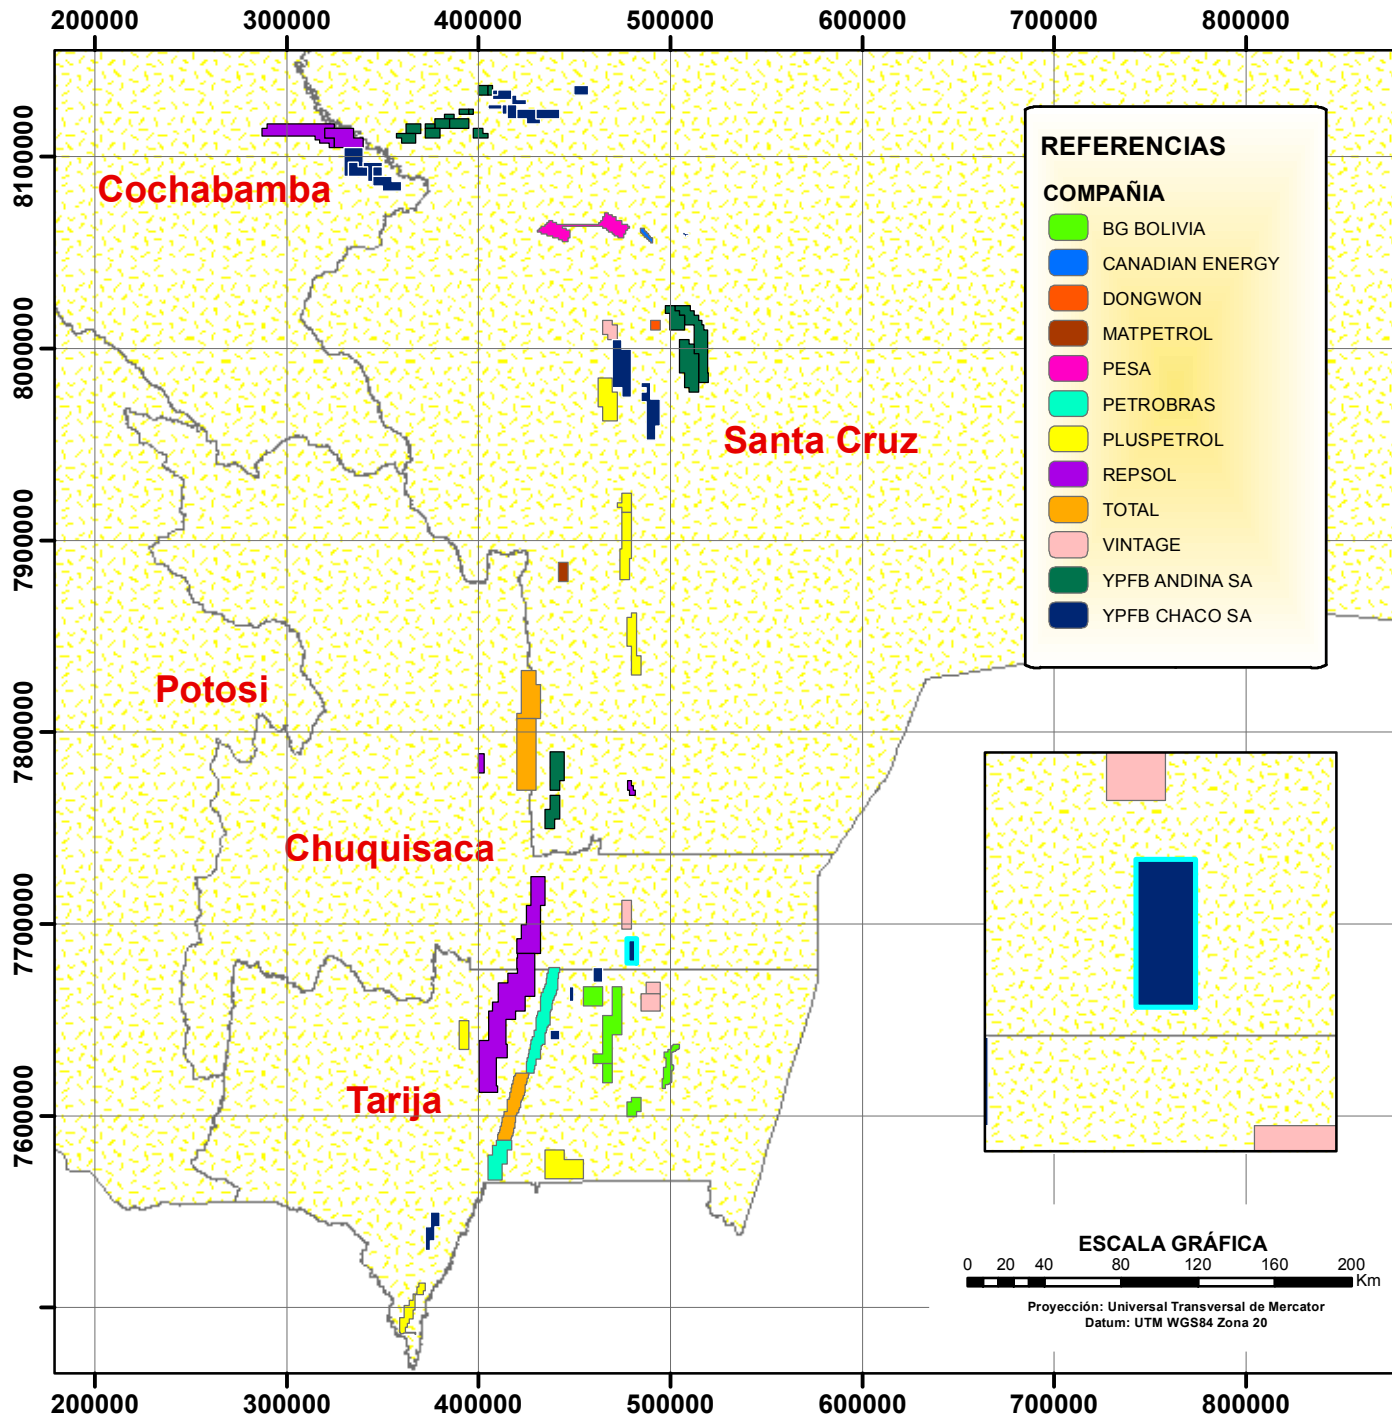 200000 300000 400000 500000 600000 700000 800000
8100000
8000000
7900000
7800000
7700000
7600000
REFERENCIAS
COMPAÑIA
BG BOLIVIA
CANADIAN ENERGY
DONGWON
MATPETROL
PESA
PETROBRAS
PLUSPETROL
REPSOL
TOTAL
VINTAGE
YPFB ANDINA SA
YPFB CHACO SA
Cochabamba
Santa Cruz
Potosi
Chuquisaca
Tarija
ESCALA GRÁFICA
0 20 40 80 120 160 200
Km
Proyección: Universal Transversal de Mercator
Datum: UTM WGS84 Zona 20
200000 300000 400000 500000 600000 700000 800000